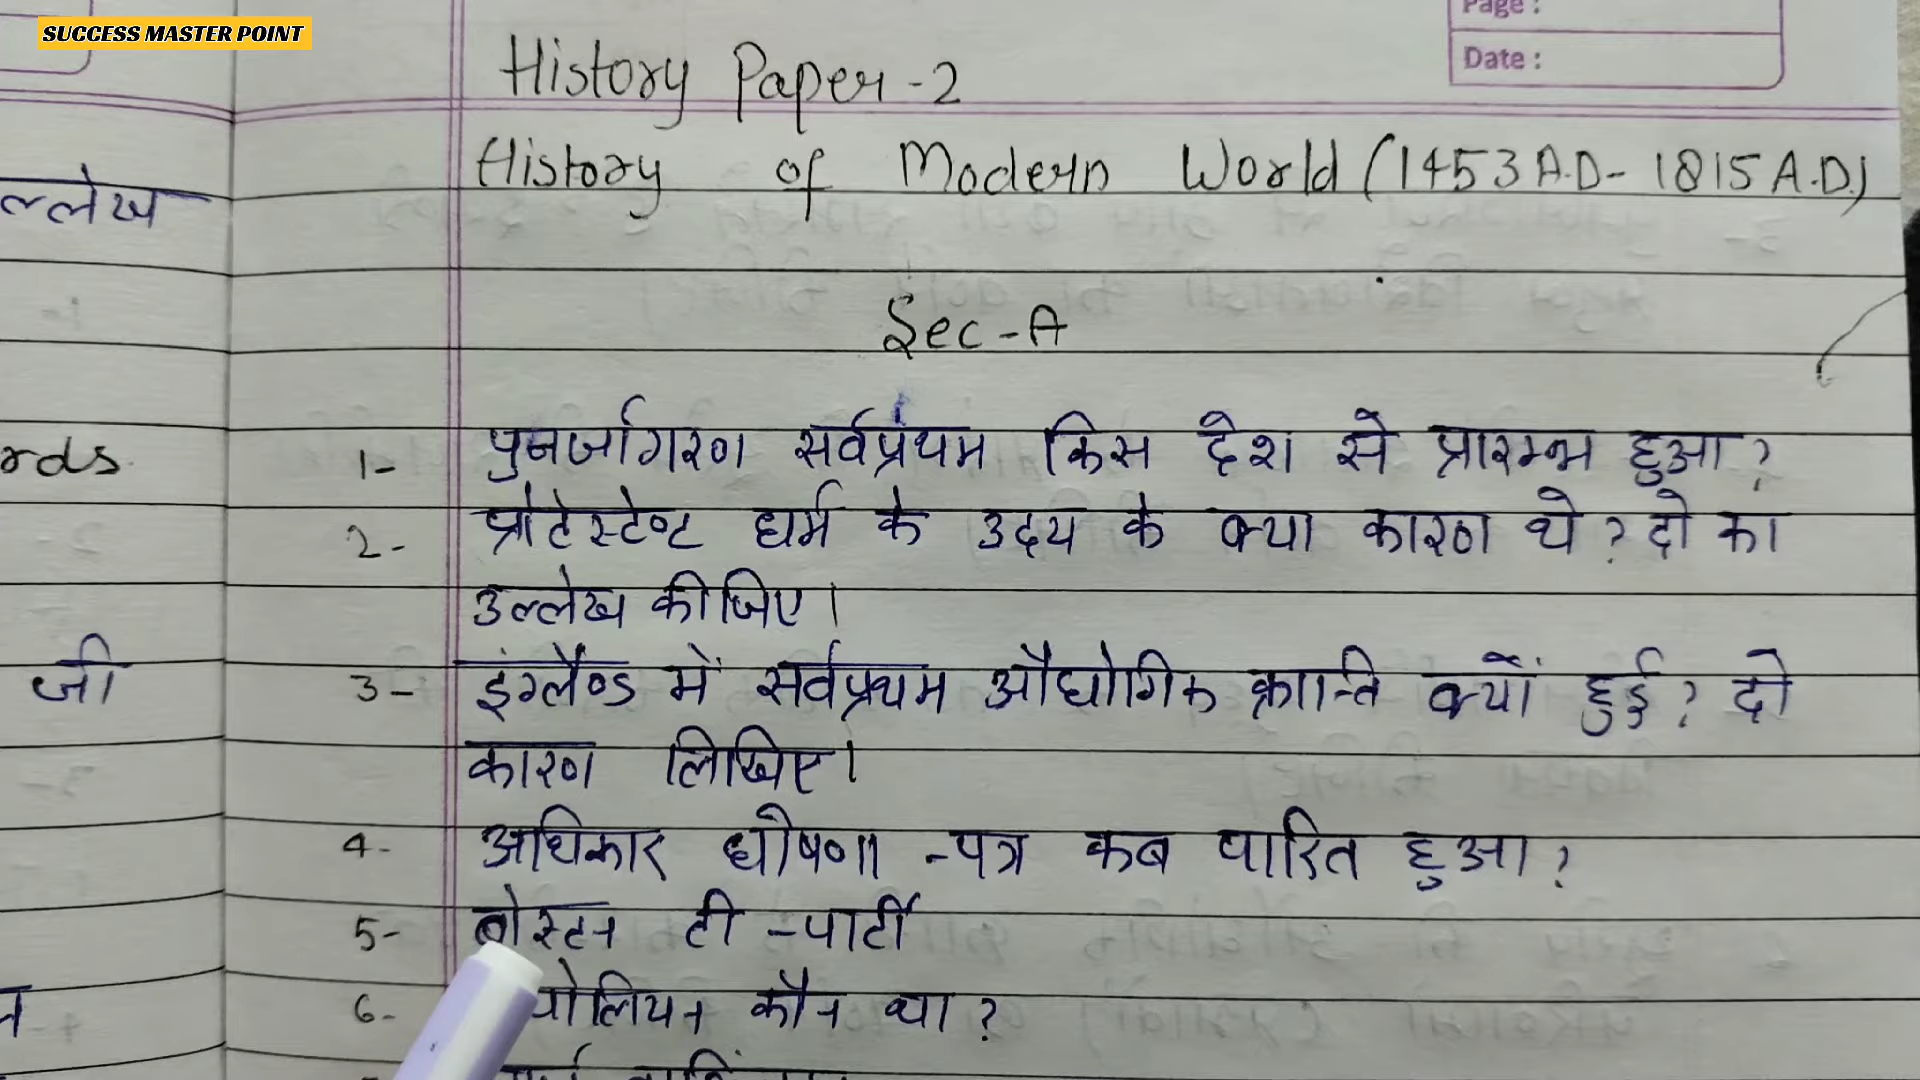 SUCCESS MASTER POINT
Page :
Date :
History Paper - 2
History of Modern World (1453 A.D - 1815 A.D.)
Sec - A
1- पुनर्जागरण सर्वप्रथम किस देश से प्रारम्भ हुआ?
2- प्रोटेस्टेण्ट धर्म के उदय के क्या कारण थे? दो का
उल्लेख कीजिए।
3- इंग्लैण्ड में सर्वप्रथम औद्योगिक क्रान्ति क्यों हुई? दो
कारण लिखिए।
4- अधिकार घोषणा -पत्र कब पारित हुआ?
5- बोस्टन टी -पार्टी
6- पोलियन कौन था?
ल्लेख
rds
जी